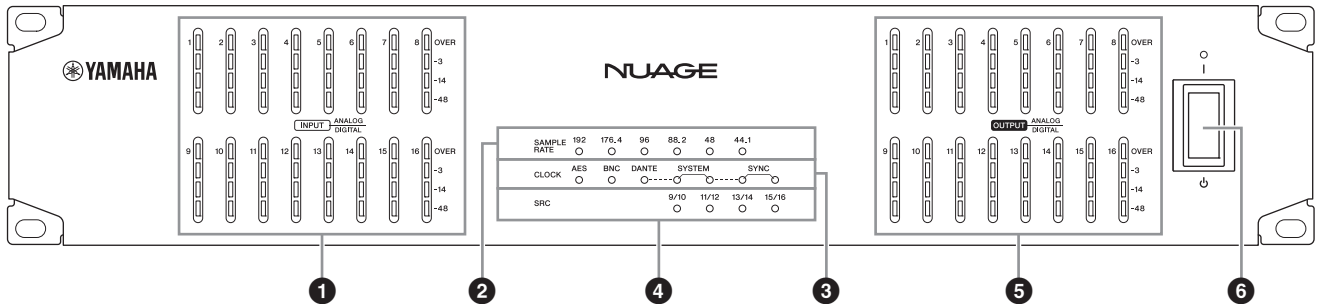 1 2 3 4 5 6 7 8 OVER
-3
-14
-48
INPUT ANALOG
DIGITAL
9 10 11 12 13 14 15 16 OVER
-3
-14
-48
YAMAHA
NUAGE
SAMPLE RATE 192 176.4 96 88.2 48 44.1
CLOCK AES BNC DANTE SYSTEM SYNC
SRC 9/10 11/12 13/14 15/16
1 2 3 4 5 6 7 8 OVER
-3
-14
-48
OUTPUT ANALOG
DIGITAL
9 10 11 12 13 14 15 16 OVER
-3
-14
-48
I
1 2 4 3 5 6